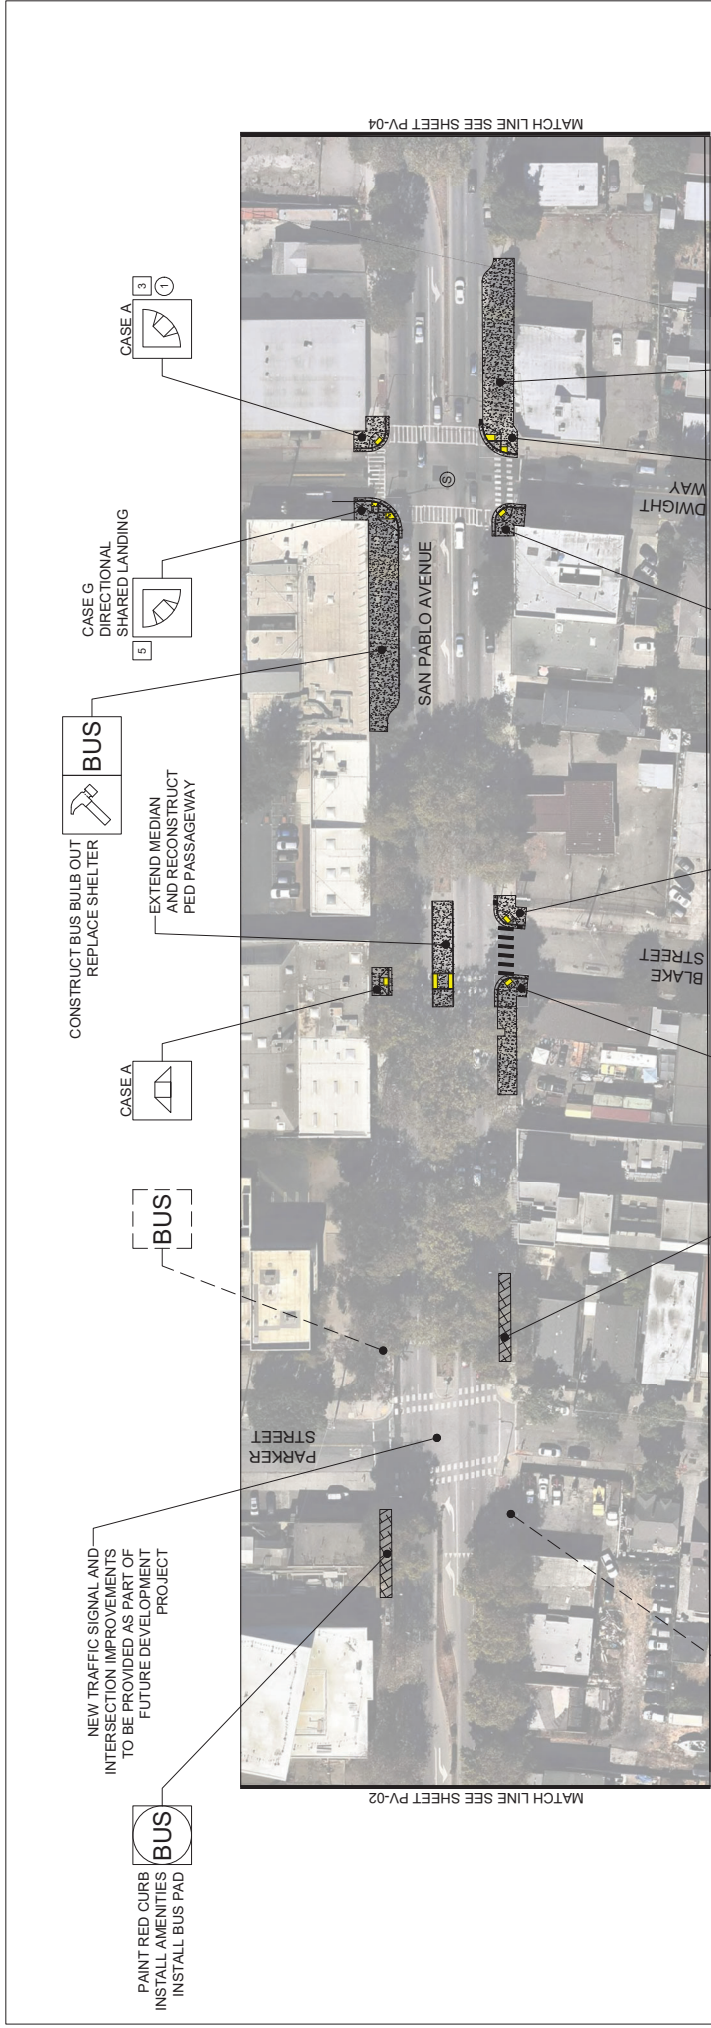 PAINT RED CURB
INSTALL AMENITIES
INSTALL BUS PAD
BUS
NEW TRAFFIC SIGNAL AND
INTERSECTION IMPROVEMENTS
TO BE PROVIDED AS PART OF
FUTURE DEVELOPMENT
PROJECT
BUS
CASE A
CONSTRUCT BUS BULB OUT
REPLACE SHELTER
BUS
EXTEND MEDIAN
AND RECONSTRUCT
PED PASSAGEWAY
CASE G
DIRECTIONAL
SHARED LANDING
5
CASE A
3
1
MATCH LINE SEE SHEET PV-02
PARKER
STREET
BLAKE
STREET
SAN PABLO AVENUE
S
DWIGHT
WAY
MATCH LINE SEE SHEET PV-04